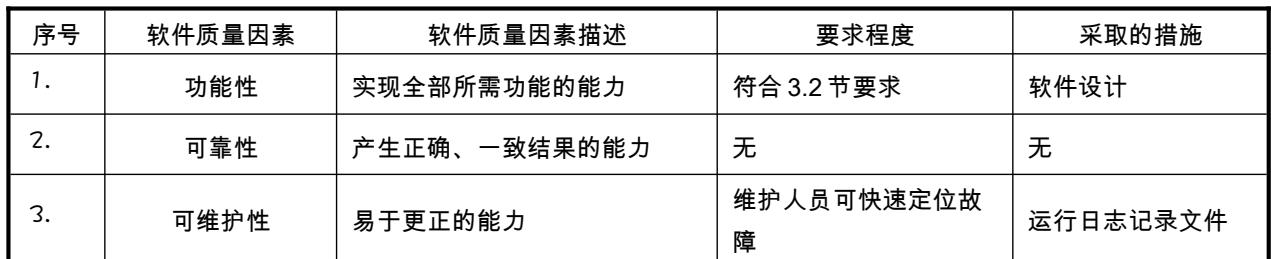 序号 软件质量因素 软件质量因素描述 要求程度 采取的措施
1. 功能性 实现全部所需功能的能力 符合 3.2 节要求 软件设计
2. 可靠性 产生正确、一致结果的能力 无 无
3. 可维护性 易于更正的能力 维护人员可快速定位故 运行日志记录文件
障